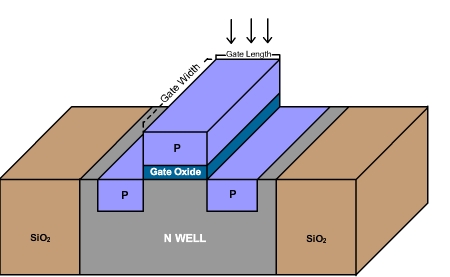 Gate Length
Gate Width
P
Gate Oxide
P
P
SiO₂
N WELL
SiO₂